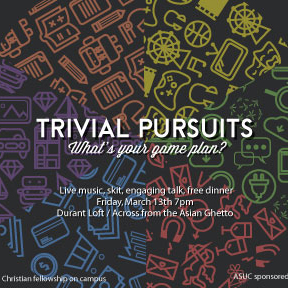 TRIVIAL PURSUITS
What's your game plan?
Live music, skit, engaging talk, free dinner
Friday, March 13th 7pm
Durant Loft / Across from the Asian Ghetto
Christian fellowship on campus
ASUC sponsored